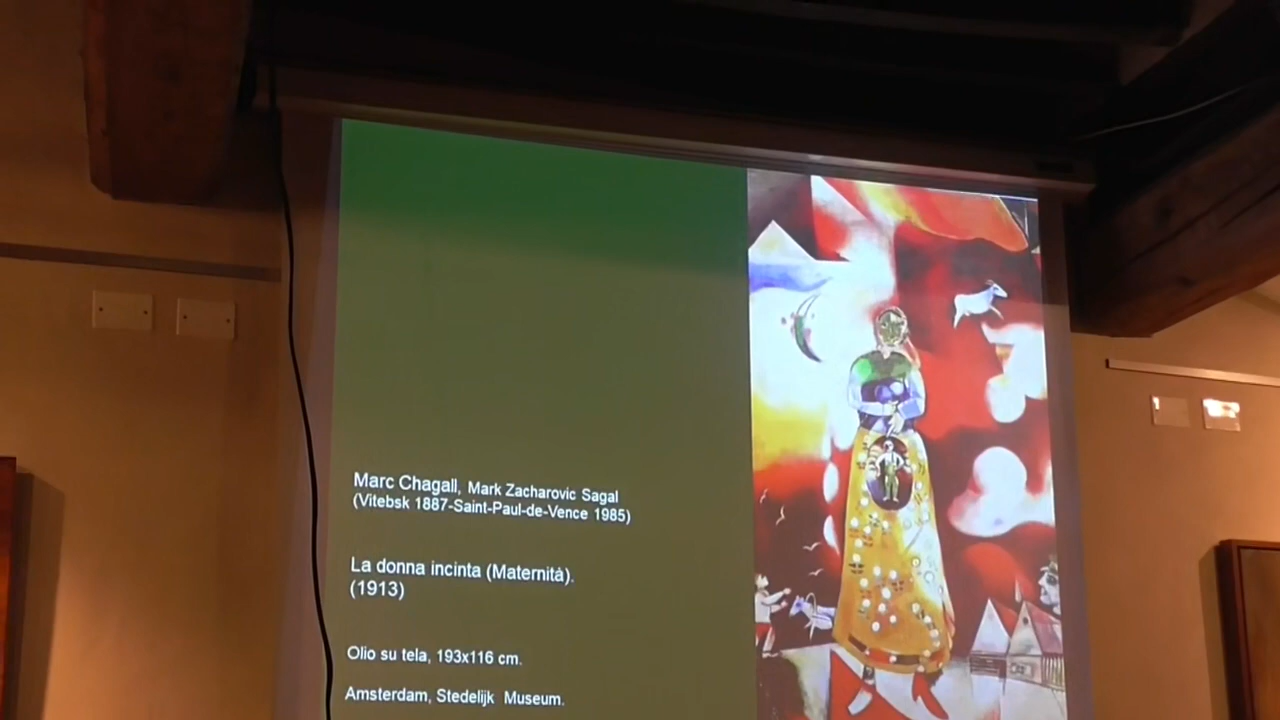 Marc Chagall, Mark Zacharovic Sagal
(Vitebsk 1887-Saint-Paul-de-Vence 1985)
La donna incinta (Maternità).
(1913)
Olio su tela, 193x116 cm.
Amsterdam, Stedelijk Museum.